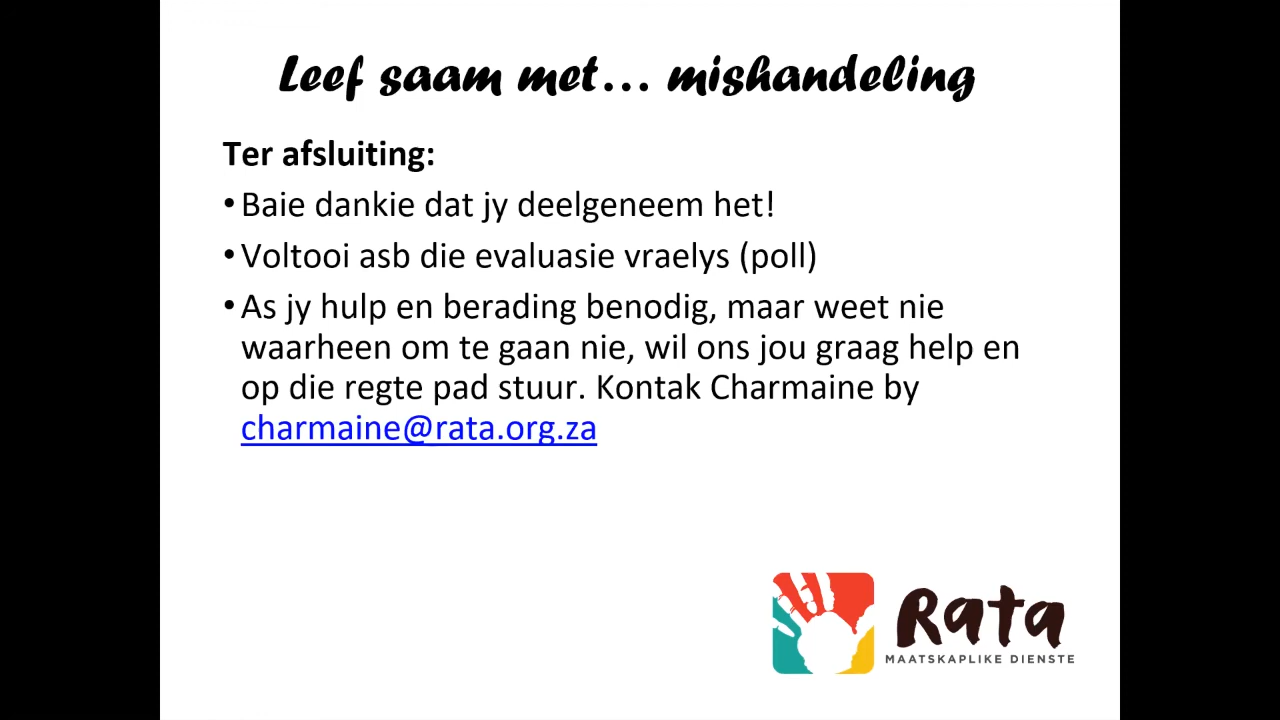 Leef saam met... mishandeling
Ter afsluiting:
• Baie dankie dat jy deelgeneem het!
• Voltooi asb die evaluasie vraelys (poll)
• As jy hulp en berading benodig, maar weet nie
waarheen om te gaan nie, wil ons jou graag help en
op die regte pad stuur. Kontak Charmaine by
charmaine@rata.org.za
Rata
MAATSKAPLIKE DIENSTE